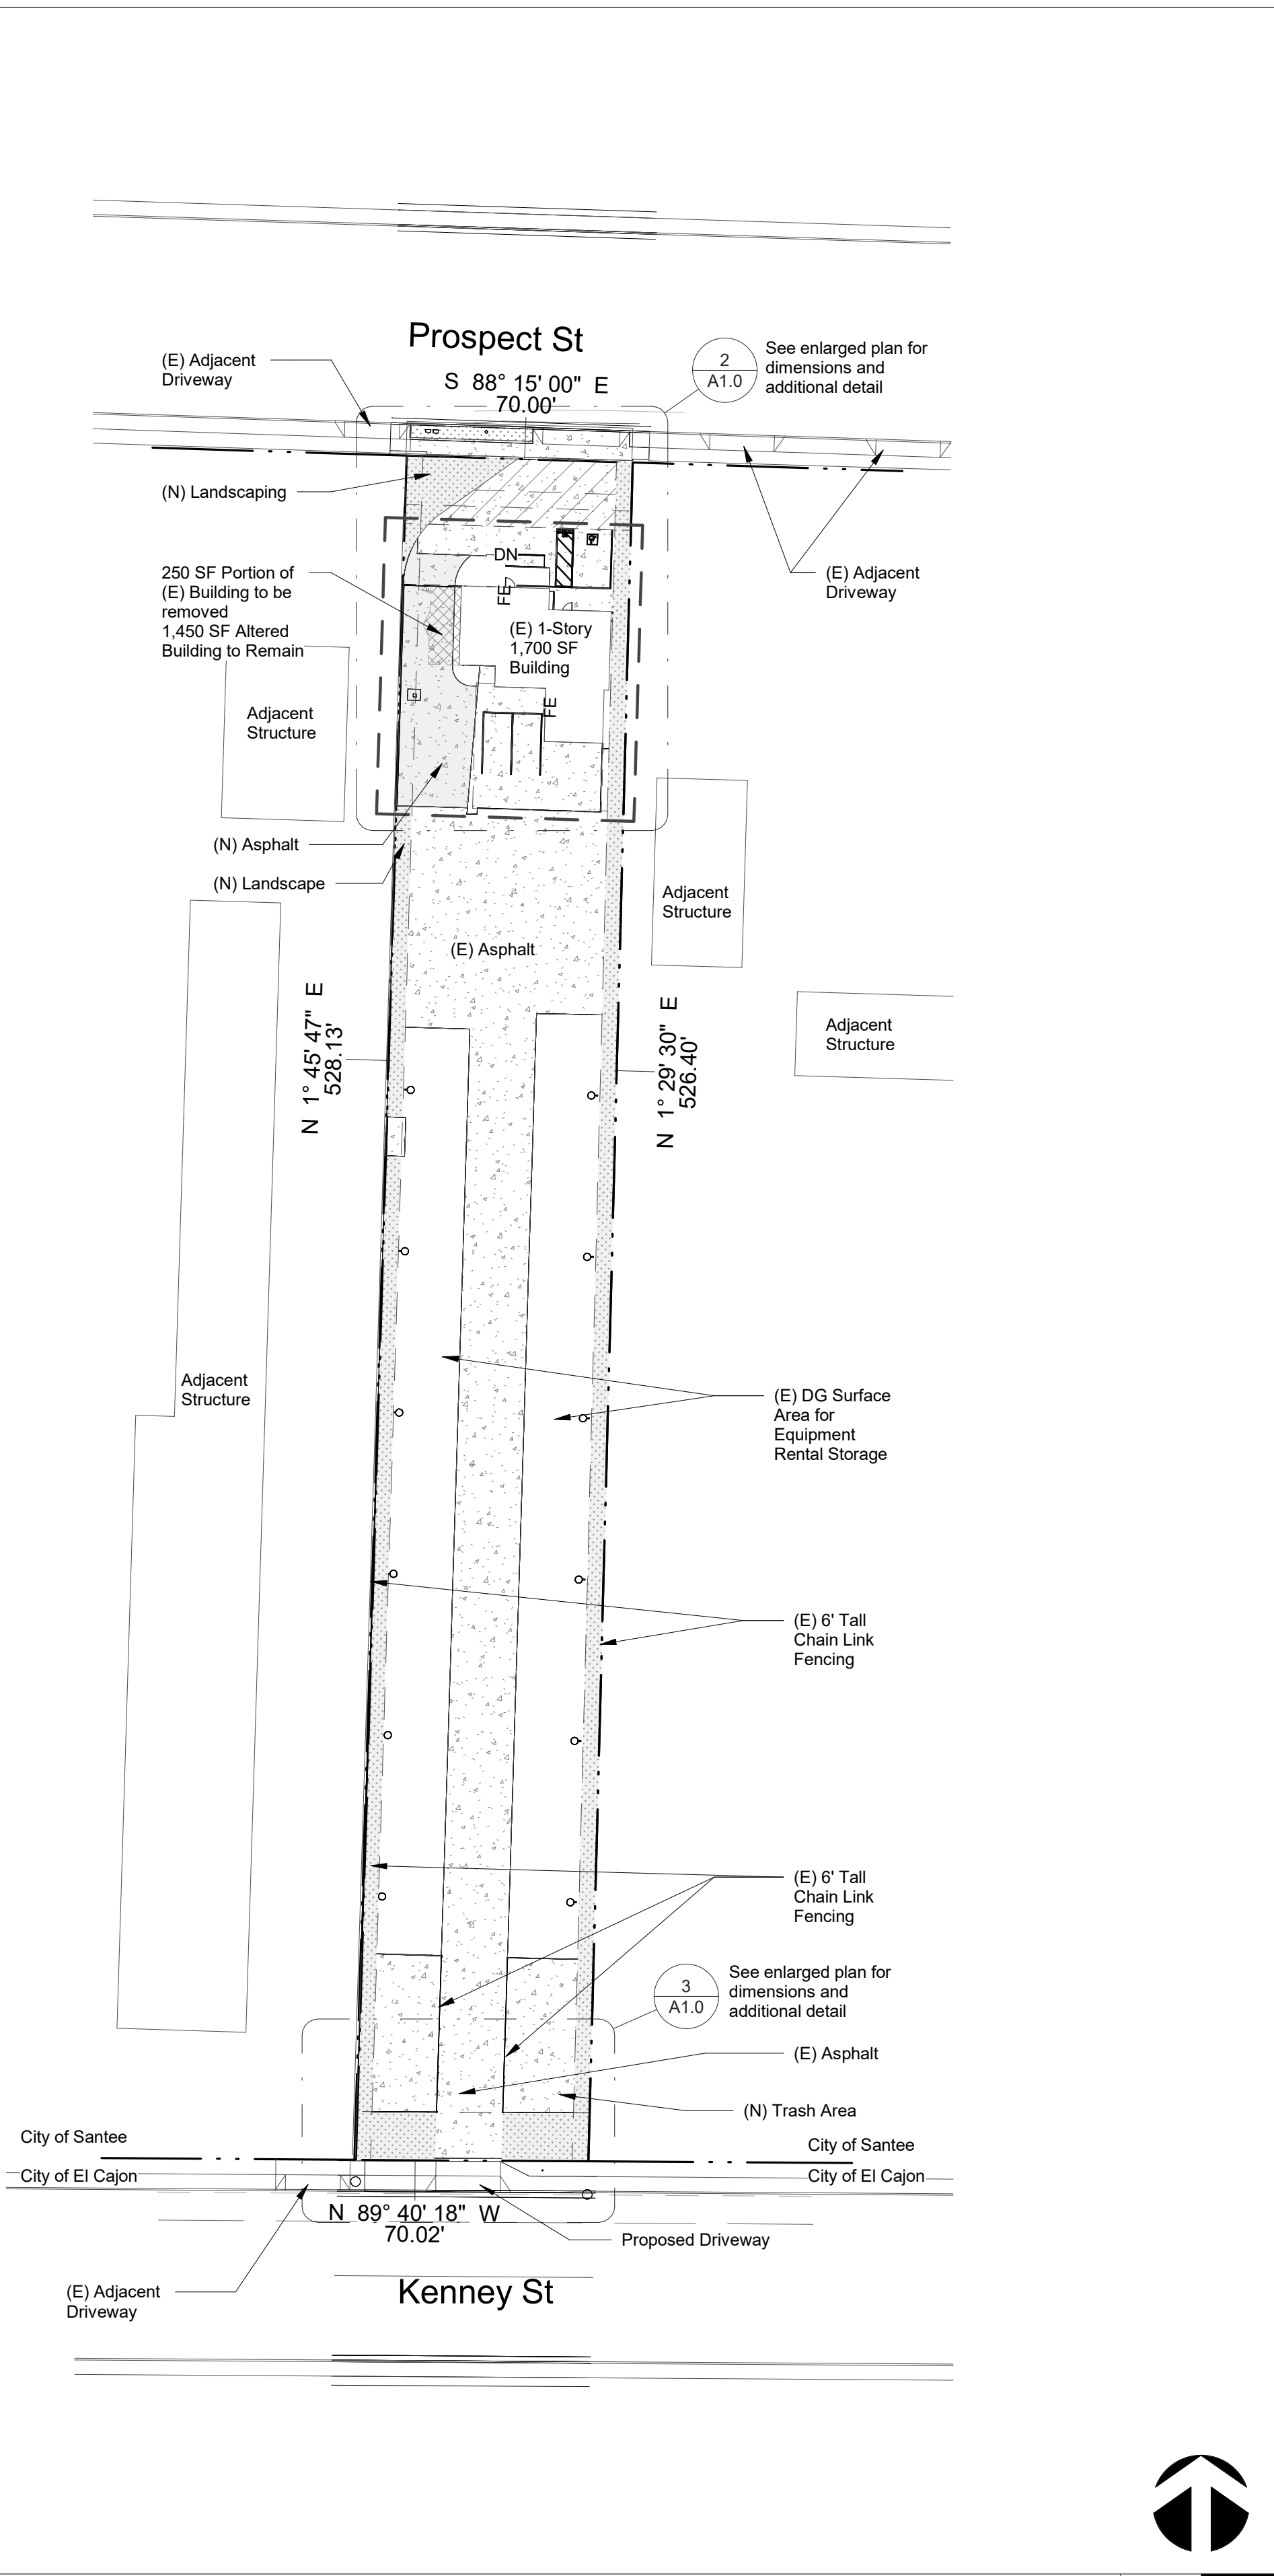 Prospect St
S 88° 15' 00" E
70.00'
(E) Adjacent
Driveway
2
A1.0
See enlarged plan for
dimensions and
additional detail
(N) Landscaping
DN
FE
250 SF Portion of
(E) Building to be
removed
1,450 SF Altered
Building to Remain
(E) Adjacent
Driveway
(E) 1-Story
1,700 SF
Building
FE
Adjacent
Structure
(N) Asphalt
(N) Landscape
Adjacent
Structure
(E) Asphalt
N 1° 45' 47" E
528.13'
N 1° 29' 30" E
526.40'
Adjacent
Structure
Adjacent
Structure
(E) DG Surface
Area for
Equipment
Rental Storage
(E) 6' Tall
Chain Link
Fencing
(E) 6' Tall
Chain Link
Fencing
3
A1.0
See enlarged plan for
dimensions and
additional detail
(E) Asphalt
(N) Trash Area
City of Santee
City of El Cajon
City of Santee
City of El Cajon
N 89° 40' 18" W
70.02'
Proposed Driveway
(E) Adjacent
Driveway
Kenney St